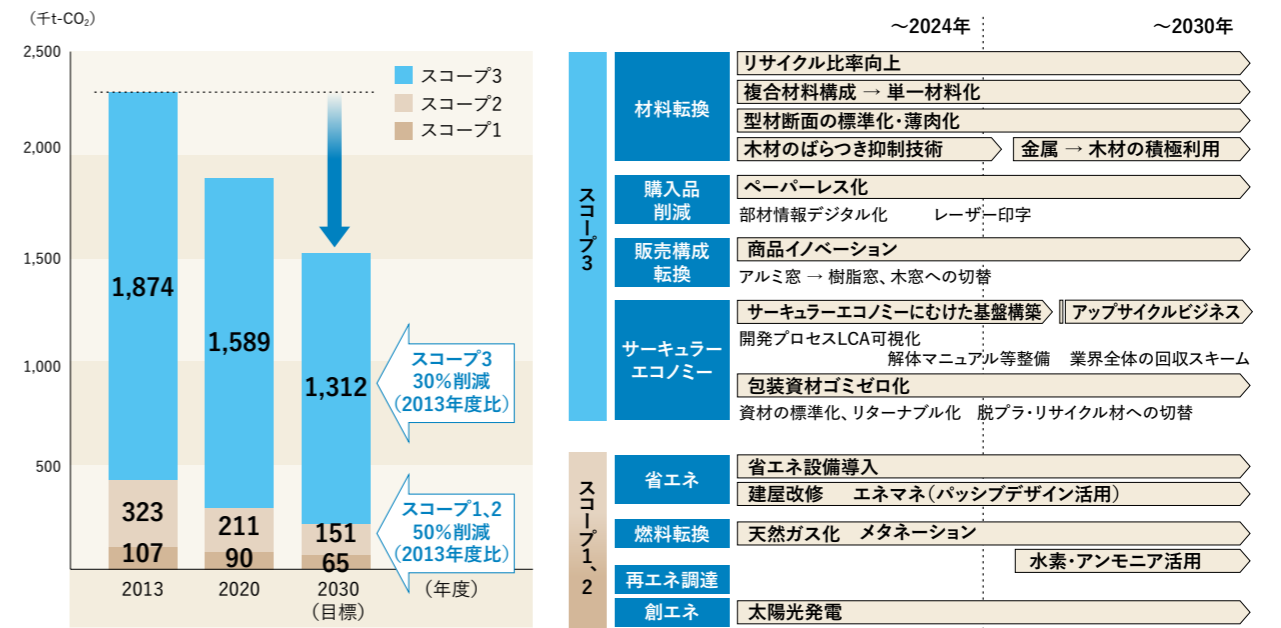 （千t-CO₂）
2,500
2,000
1,500
1,000
500
スコープ3
スコープ2
スコープ1
1,874
323
107
1,589
211
90
1,312
151
65
2013
2020
2030
（目標）
（年度）
スコープ3
30%削減
（2013年度比）
スコープ1、2
50%削減
（2013年度比）
～2024年
～2030年
スコープ3
材料転換
リサイクル比率向上
複合材料構成 → 単一材料化
型材断面の標準化・薄肉化
木材のばらつき抑制技術
金属 → 木材の積極利用
購入品
削減
ペーパーレス化
部材情報デジタル化
レーザー印字
販売構成
転換
商品イノベーション
アルミ窓 → 樹脂窓、木窓への切替
サーキュラー
エコノミー
サーキュラーエコノミーにむけた基盤構築
アップサイクルビジネス
開発プロセスLCA可視化
解体マニュアル等整備
業界全体の回収スキーム
包装資材ゴミゼロ化
資材の標準化、リターナブル化
脱プラ・リサイクル材への切替
スコープ1、2
省エネ
省エネ設備導入
建屋改修
エネマネ（パッシブデザイン活用）
燃料転換
天然ガス化
メタネーション
水素・アンモニア活用
再エネ調達
創エネ
太陽光発電